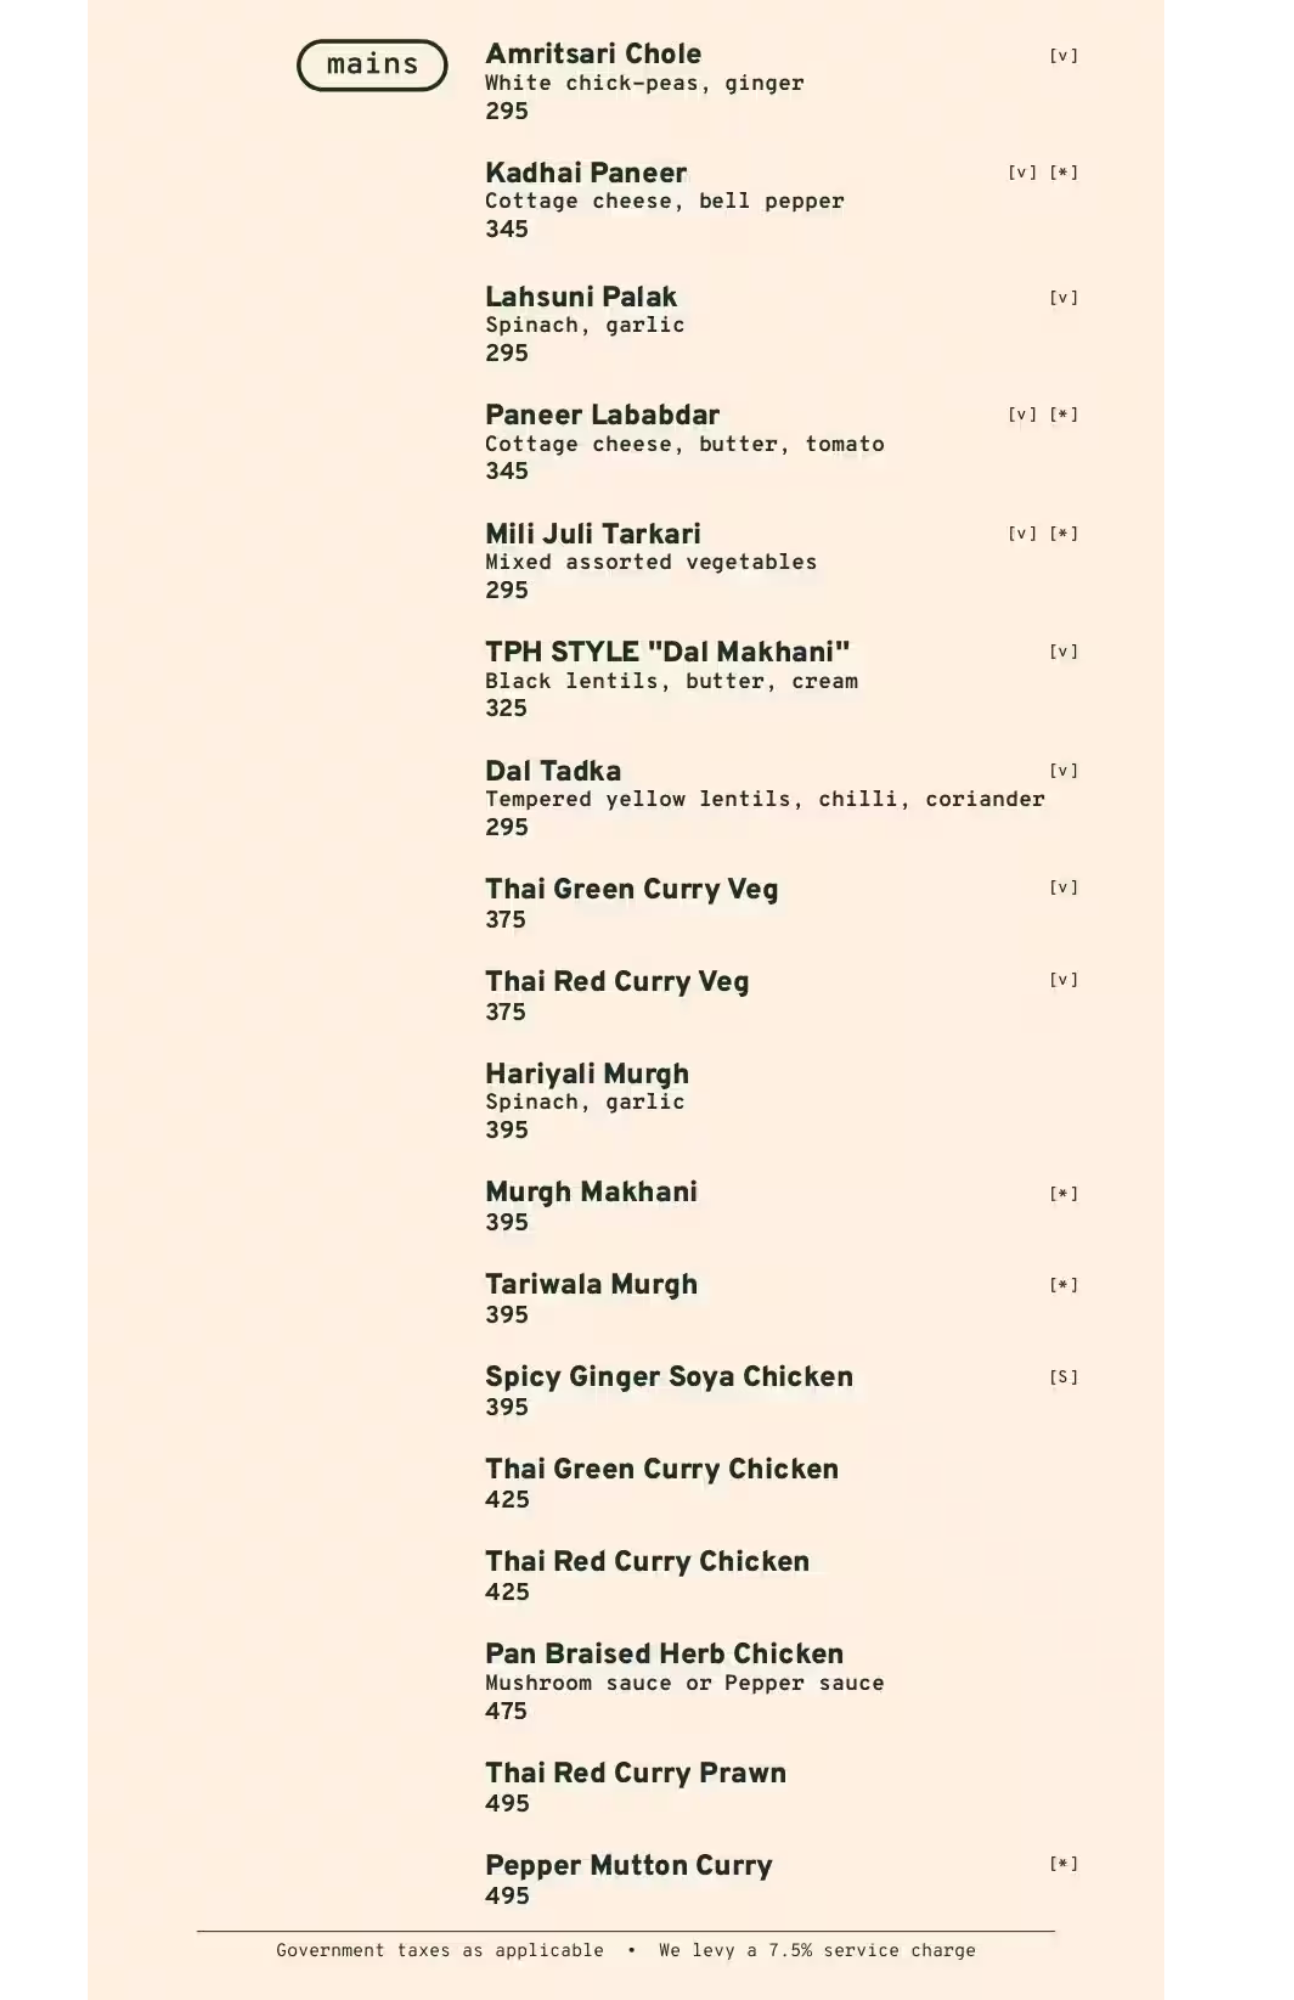 mains
Amritsari Chole [v]
White chick-peas, ginger
295
Kadhai Paneer [v] [*]
Cottage cheese, bell pepper
345
Lahsuni Palak [v]
Spinach, garlic
295
Paneer Lababdar [v] [*]
Cottage cheese, butter, tomato
345
Mili Juli Tarkari [v] [*]
Mixed assorted vegetables
295
TPH STYLE "Dal Makhani" [v]
Black lentils, butter, cream
325
Dal Tadka [v]
Tempered yellow lentils, chilli, coriander
295
Thai Green Curry Veg [v]
375
Thai Red Curry Veg [v]
375
Hariyali Murgh
Spinach, garlic
395
Murgh Makhani [*]
395
Tariwala Murgh [*]
395
Spicy Ginger Soya Chicken [S]
395
Thai Green Curry Chicken
425
Thai Red Curry Chicken
425
Pan Braised Herb Chicken
Mushroom sauce or Pepper sauce
475
Thai Red Curry Prawn
495
Pepper Mutton Curry [*]
495
Government taxes as applicable • We levy a 7.5% service charge